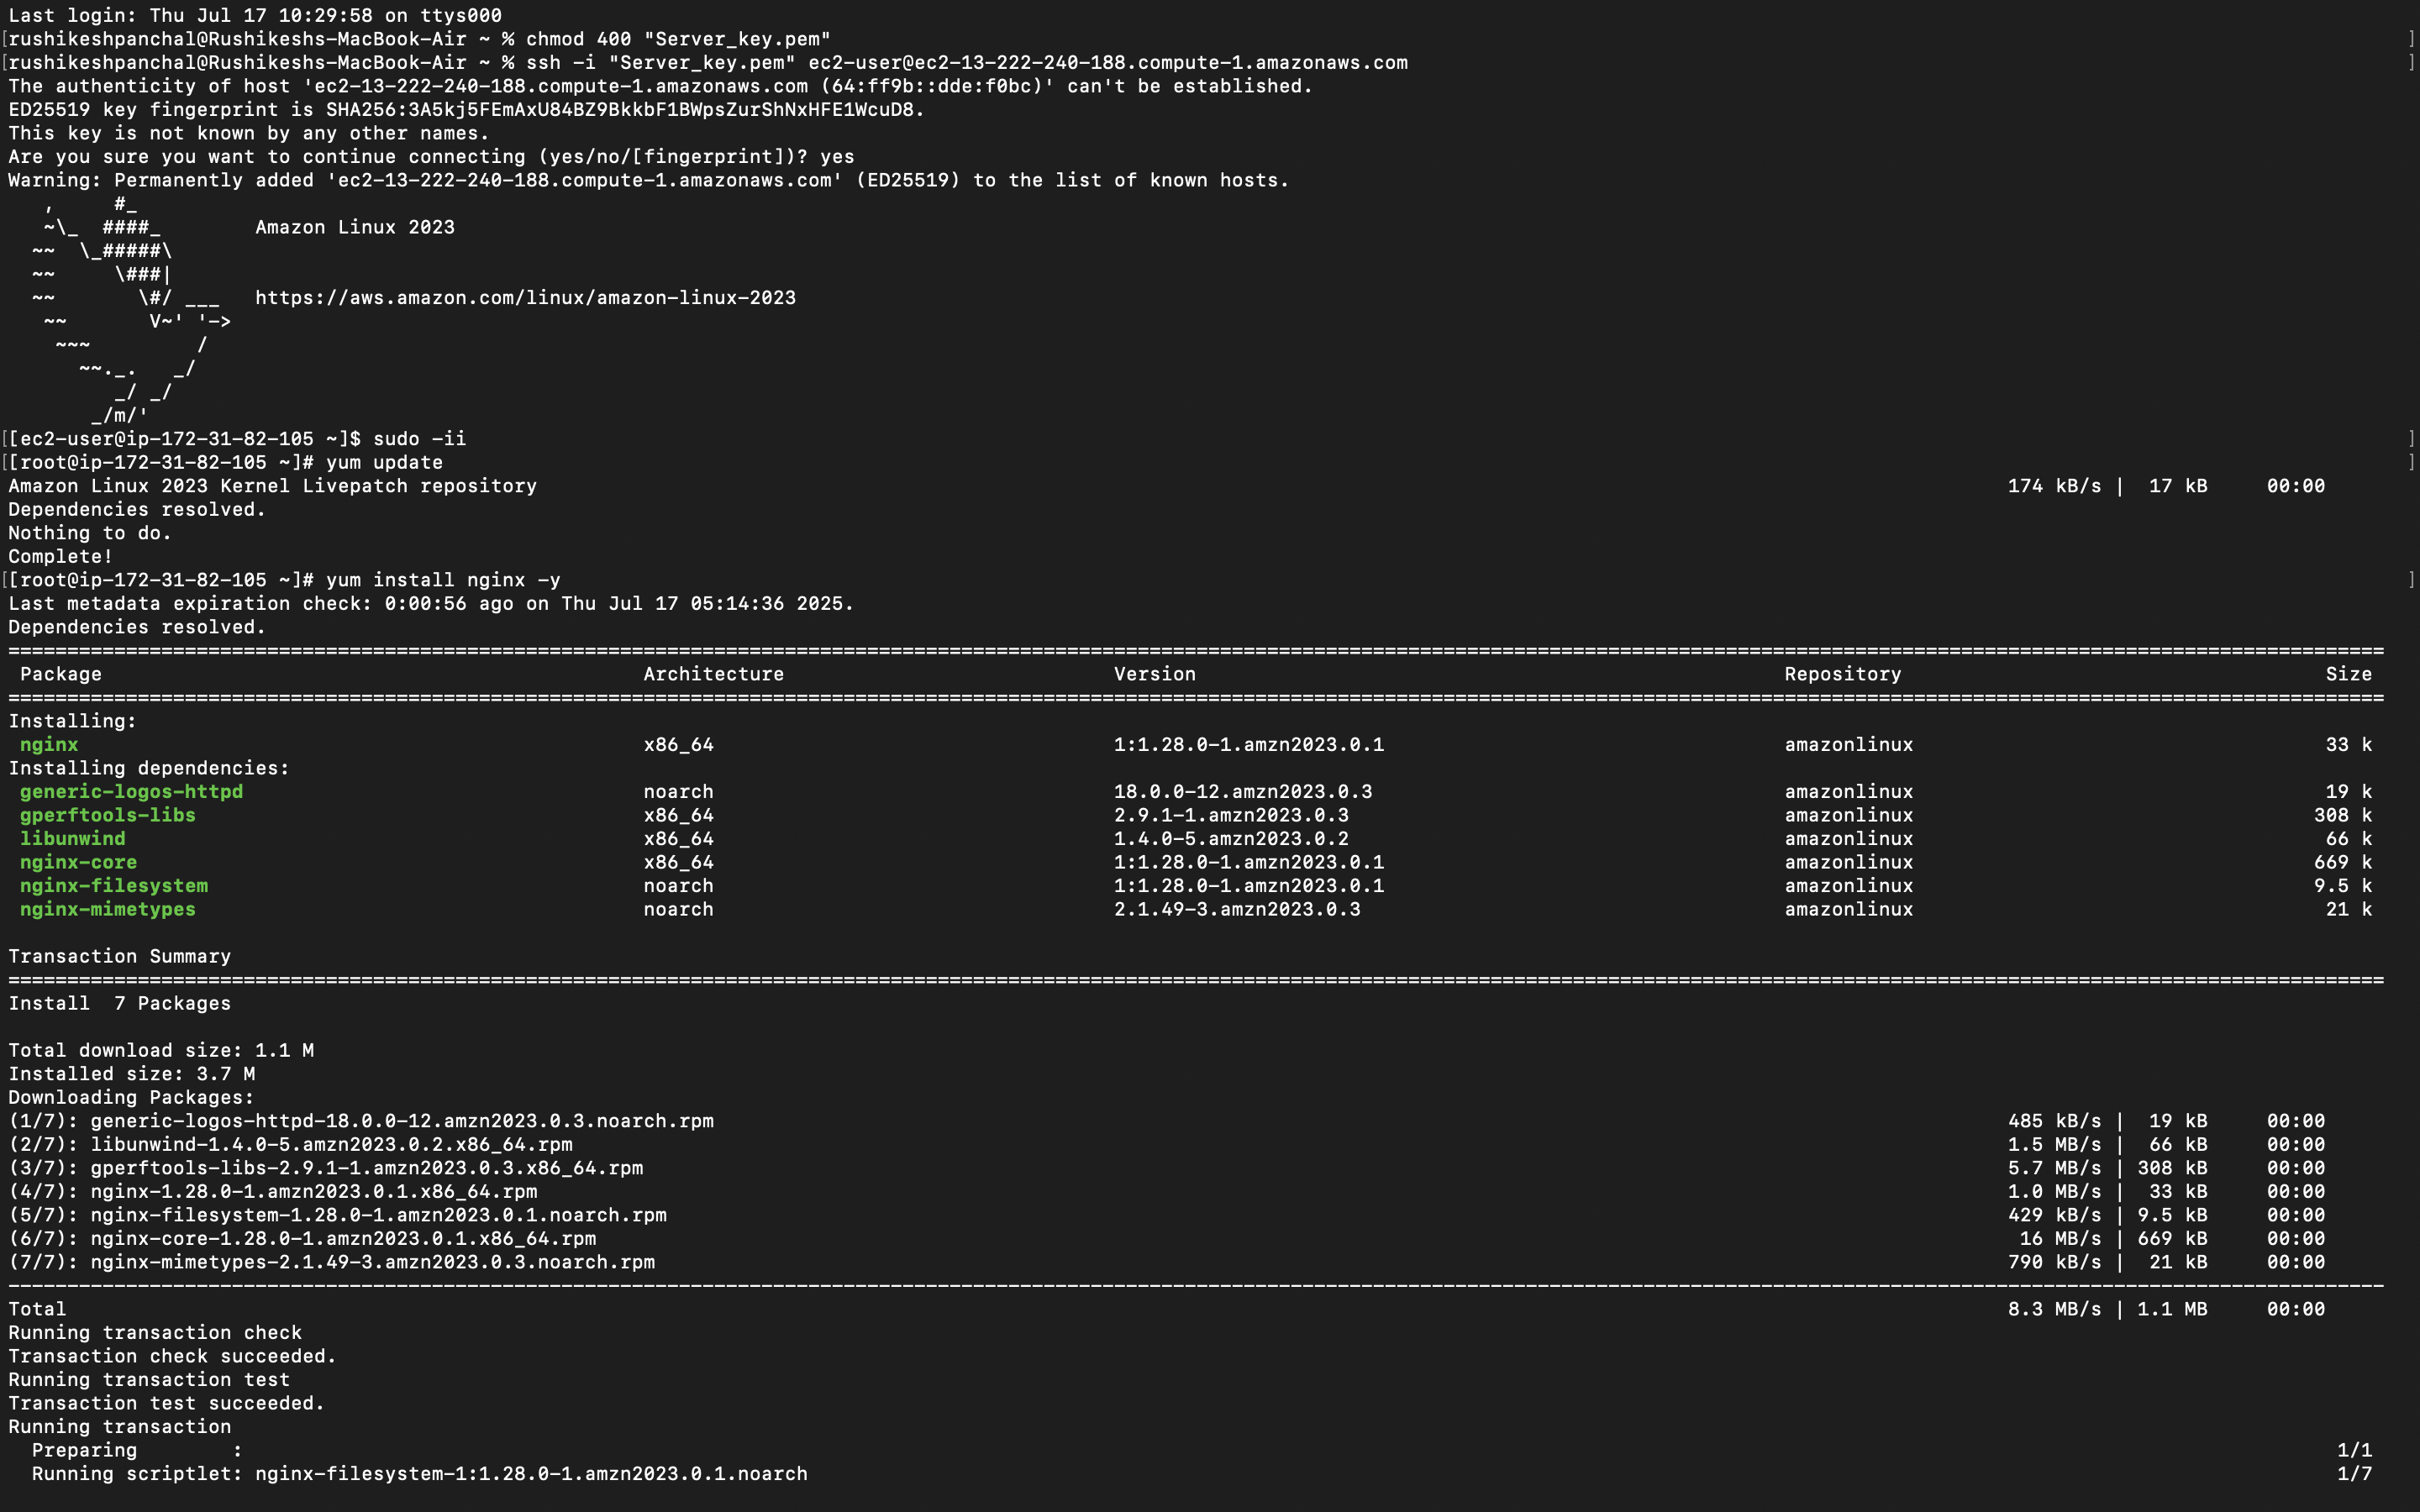 Last login: Thu Jul 17 10:29:58 on ttys000
[rushikeshpanchal@Rushikeshs-MacBook-Air ~ % chmod 400 "Server_key.pem" ]
[rushikeshpanchal@Rushikeshs-MacBook-Air ~ % ssh -i "Server_key.pem" ec2-user@ec2-13-222-240-188.compute-1.amazonaws.com ]
The authenticity of host 'ec2-13-222-240-188.compute-1.amazonaws.com (64:ff9b::dde:f0bc)' can't be established.
ED25519 key fingerprint is SHA256:3A5kj5FEmAxU84BZ9BkkbF1BWpsZurShNxHFE1WcuD8.
This key is not known by any other names.
Are you sure you want to continue connecting (yes/no/[fingerprint])? yes
Warning: Permanently added 'ec2-13-222-240-188.compute-1.amazonaws.com' (ED25519) to the list of known hosts.
   ,     #_
   ~\_  ####_        Amazon Linux 2023
  ~~  \_#####\
  ~~     \###|
  ~~       \#/ ___   https://aws.amazon.com/linux/amazon-linux-2023
   ~~       V~' '->
    ~~~         /
      ~~._.   _/
         _/ _/
       _/m/'
[[ec2-user@ip-172-31-82-105 ~]$ sudo -ii ]
[[root@ip-172-31-82-105 ~]# yum update ]
Amazon Linux 2023 Kernel Livepatch repository 174 kB/s | 17 kB 00:00
Dependencies resolved.
Nothing to do.
Complete!
[[root@ip-172-31-82-105 ~]# yum install nginx -y ]
Last metadata expiration check: 0:00:56 ago on Thu Jul 17 05:14:36 2025.
Dependencies resolved.
Package Architecture Version Repository Size
Installing:
nginx x86_64 1:1.28.0-1.amzn2023.0.1 amazonlinux 33 k
Installing dependencies:
generic-logos-httpd noarch 18.0.0-12.amzn2023.0.3 amazonlinux 19 k
gperftools-libs x86_64 2.9.1-1.amzn2023.0.3 amazonlinux 308 k
libunwind x86_64 1.4.0-5.amzn2023.0.2 amazonlinux 66 k
nginx-core x86_64 1:1.28.0-1.amzn2023.0.1 amazonlinux 669 k
nginx-filesystem noarch 1:1.28.0-1.amzn2023.0.1 amazonlinux 9.5 k
nginx-mimetypes noarch 2.1.49-3.amzn2023.0.3 amazonlinux 21 k
Transaction Summary
Install  7 Packages
Total download size: 1.1 M
Installed size: 3.7 M
Downloading Packages:
(1/7): generic-logos-httpd-18.0.0-12.amzn2023.0.3.noarch.rpm 485 kB/s | 19 kB 00:00
(2/7): libunwind-1.4.0-5.amzn2023.0.2.x86_64.rpm 1.5 MB/s | 66 kB 00:00
(3/7): gperftools-libs-2.9.1-1.amzn2023.0.3.x86_64.rpm 5.7 MB/s | 308 kB 00:00
(4/7): nginx-1.28.0-1.amzn2023.0.1.x86_64.rpm 1.0 MB/s | 33 kB 00:00
(5/7): nginx-filesystem-1.28.0-1.amzn2023.0.1.noarch.rpm 429 kB/s | 9.5 kB 00:00
(6/7): nginx-core-1.28.0-1.amzn2023.0.1.x86_64.rpm 16 MB/s | 669 kB 00:00
(7/7): nginx-mimetypes-2.1.49-3.amzn2023.0.3.noarch.rpm 790 kB/s | 21 kB 00:00
Total 8.3 MB/s | 1.1 MB 00:00
Running transaction check
Transaction check succeeded.
Running transaction test
Transaction test succeeded.
Running transaction
  Preparing        : 1/1
  Running scriptlet: nginx-filesystem-1:1.28.0-1.amzn2023.0.1.noarch 1/7